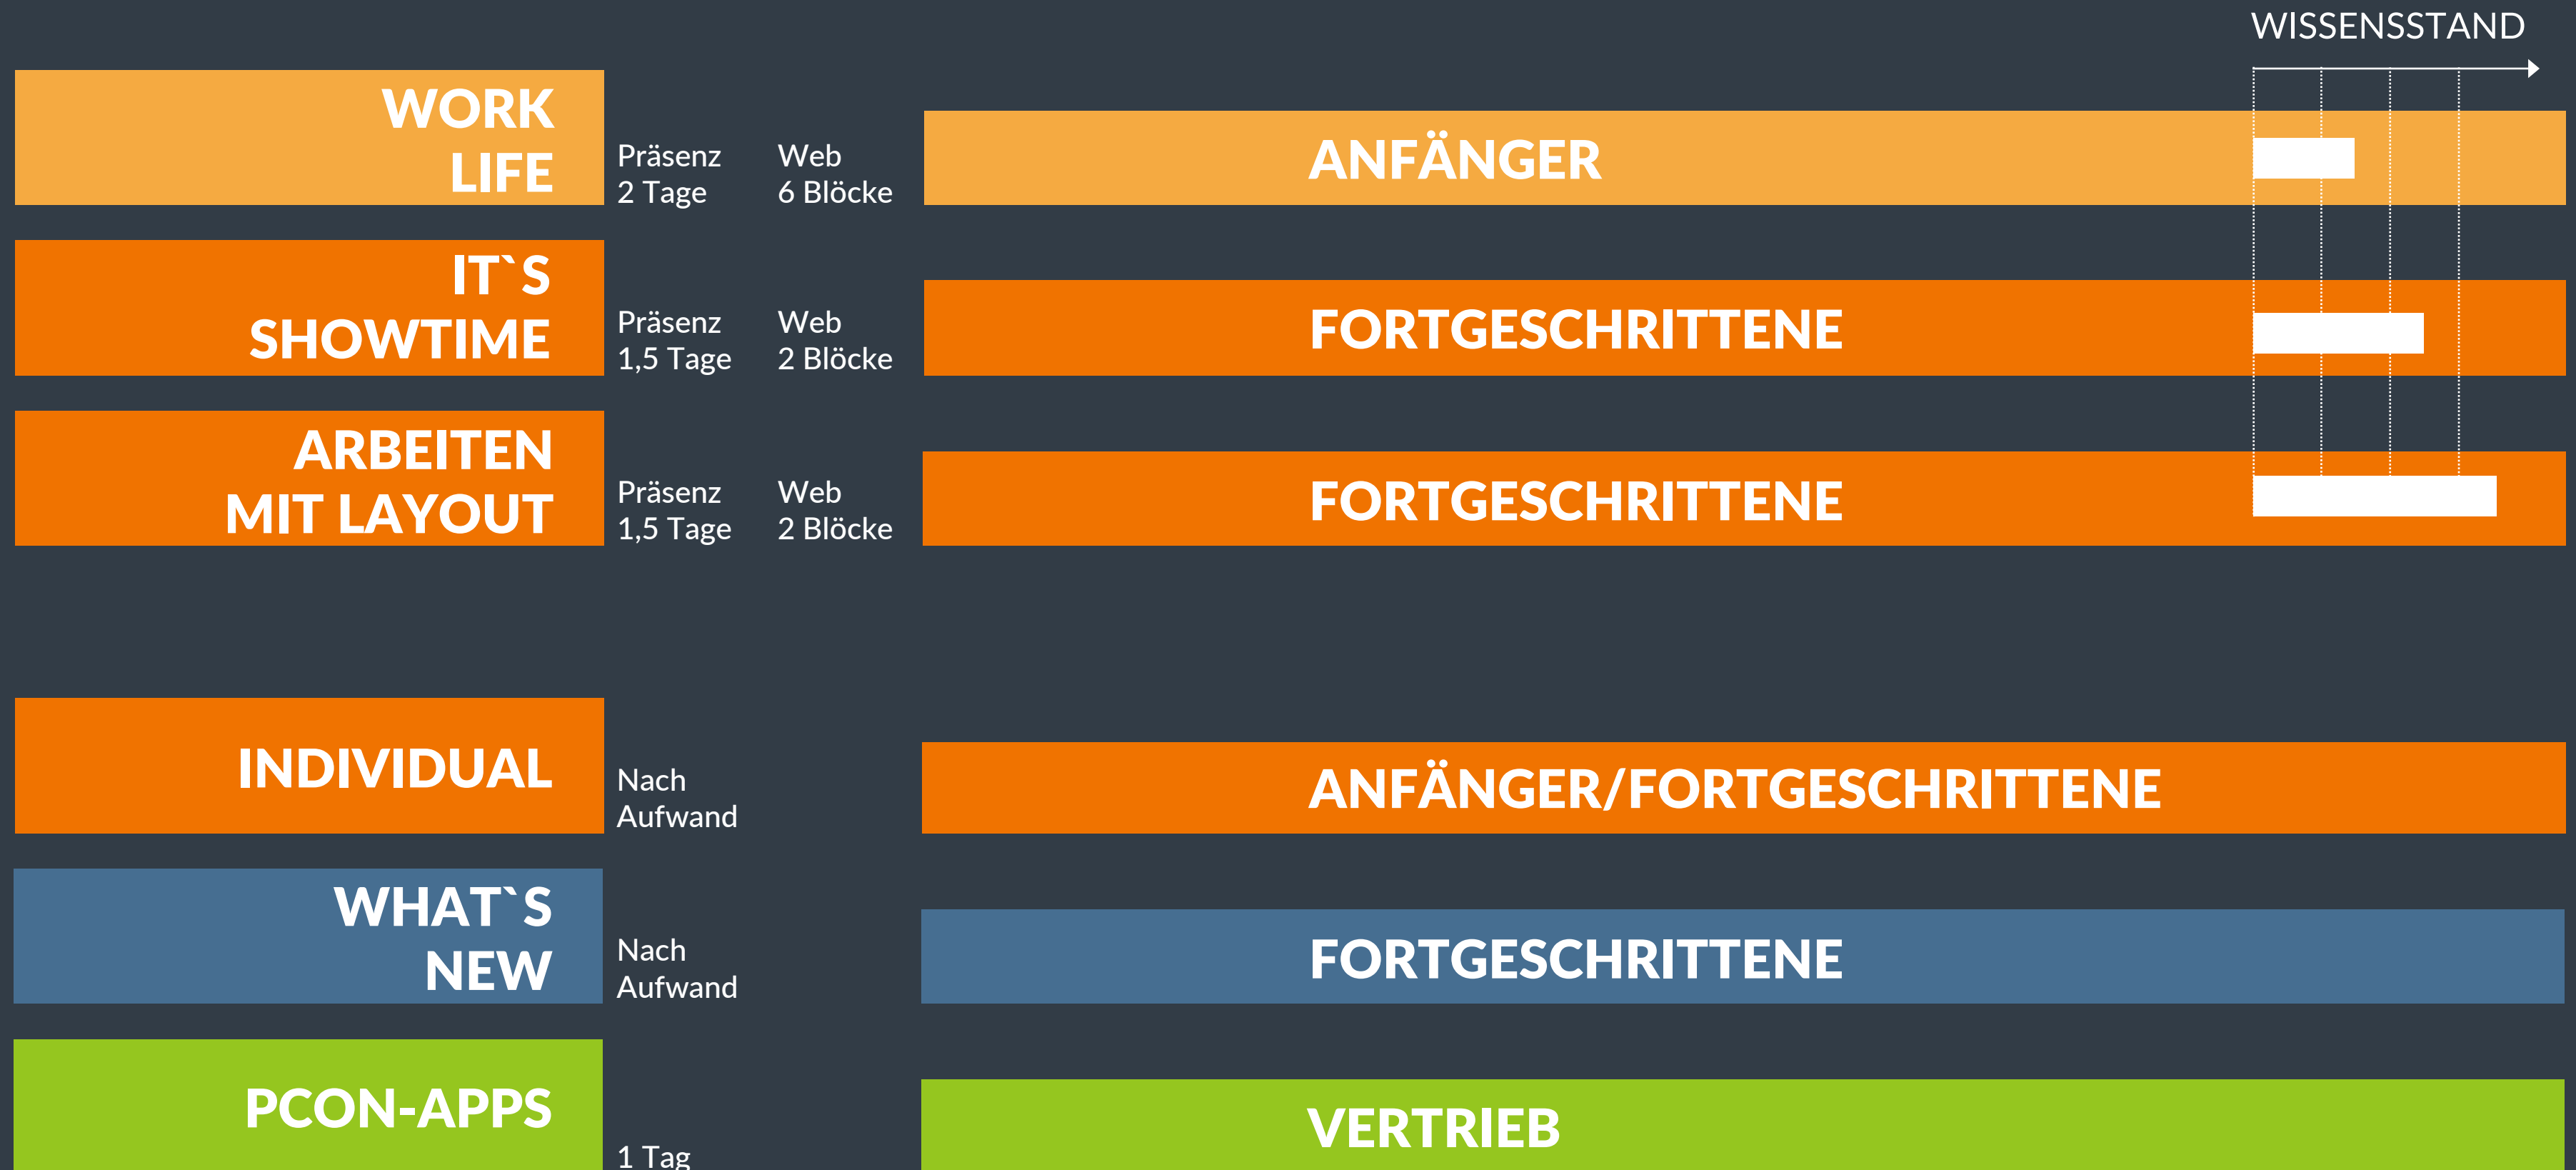 WISSENSSTAND
WORK
LIFE
Präsenz
2 Tage
Web
6 Blöcke
ANFÄNGER
IT`S
SHOWTIME
Präsenz
1,5 Tage
Web
2 Blöcke
FORTGESCHRITTENE
ARBEITEN
MIT LAYOUT
Präsenz
1,5 Tage
Web
2 Blöcke
FORTGESCHRITTENE
INDIVIDUAL
Nach
Aufwand
ANFÄNGER/FORTGESCHRITTENE
WHAT`S
NEW
Nach
Aufwand
FORTGESCHRITTENE
PCON-APPS
1 Tag
VERTRIEB